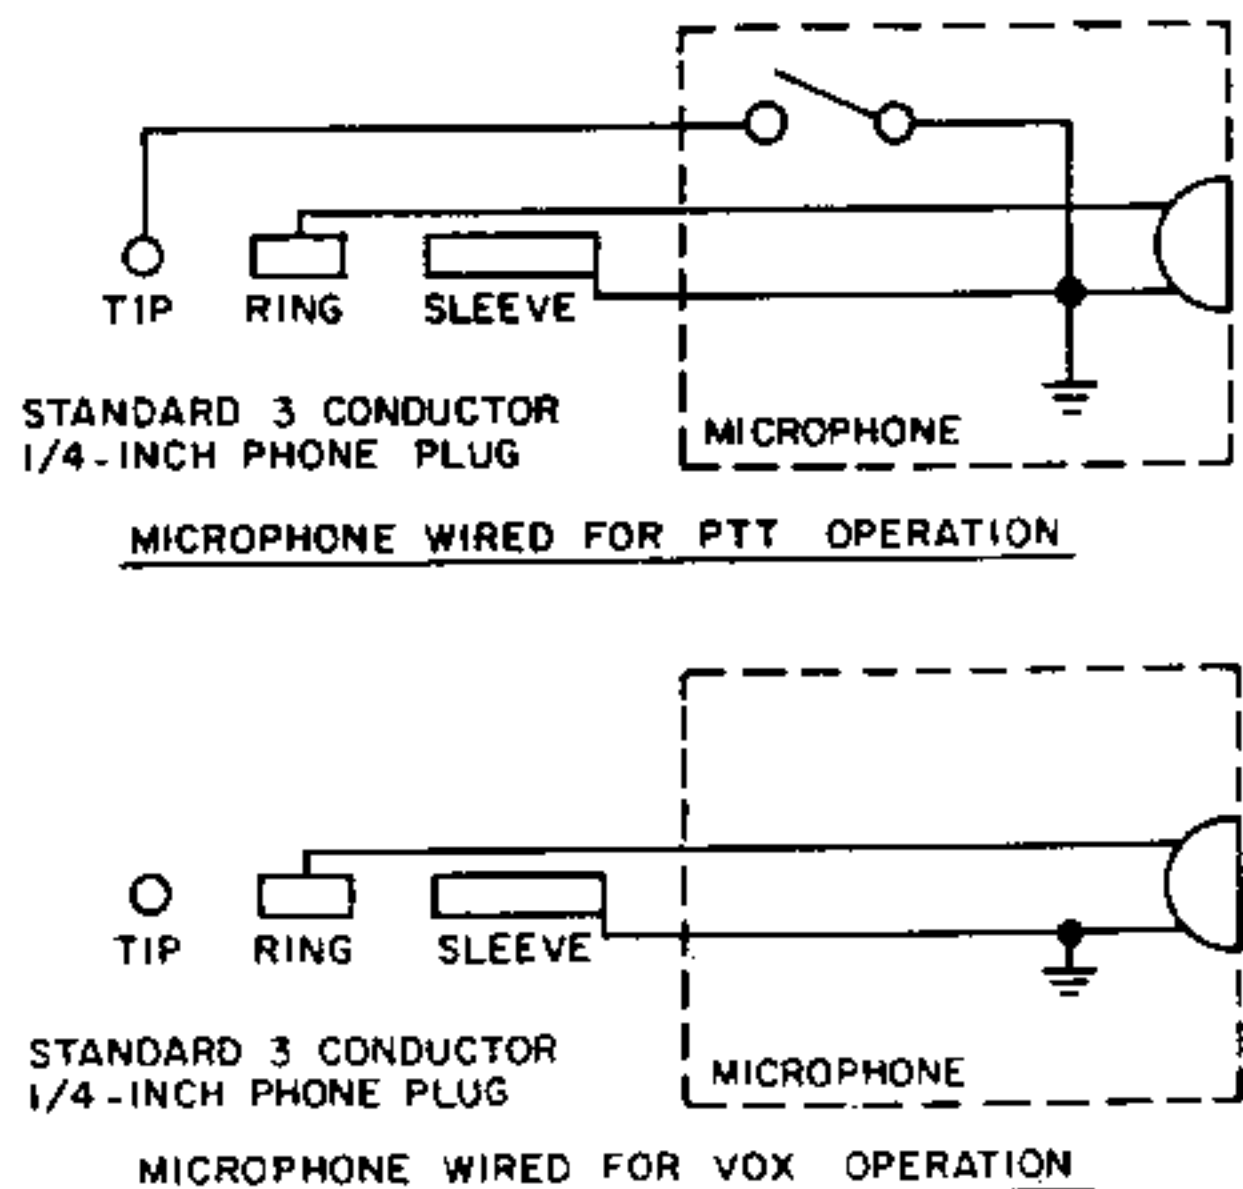 TIP RING SLEEVE
STANDARD 3 CONDUCTOR
1/4-INCH PHONE PLUG
MICROPHONE
MICROPHONE WIRED FOR PTT OPERATION
TIP RING SLEEVE
STANDARD 3 CONDUCTOR
1/4-INCH PHONE PLUG
MICROPHONE
MICROPHONE WIRED FOR VOX OPERATION